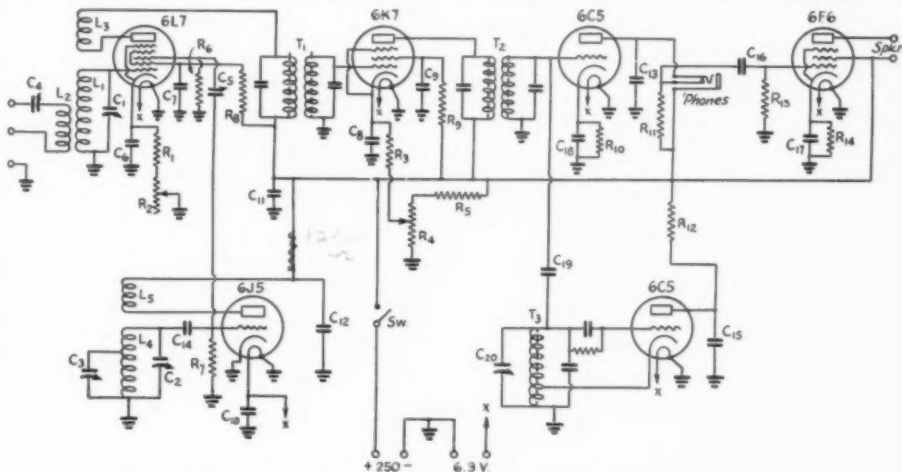 6L7
6K7
6C5
6F6
L3
R6
T1
T2
C16
Spkr
L1
C5
C9
C13
C4
L2
C1
C7
R8
R9
'Phones
R11
R13
C6
R1
C8
R3
C18
R10
C17
R14
X
X
X
X
R2
C11
R5
R4
R12
L5
6J5
C12
C19
6C5
Sw.
T3
C3
L4
C14
C2
R7
C20
C15
C10
X
X
X
+250-
6.3 V.